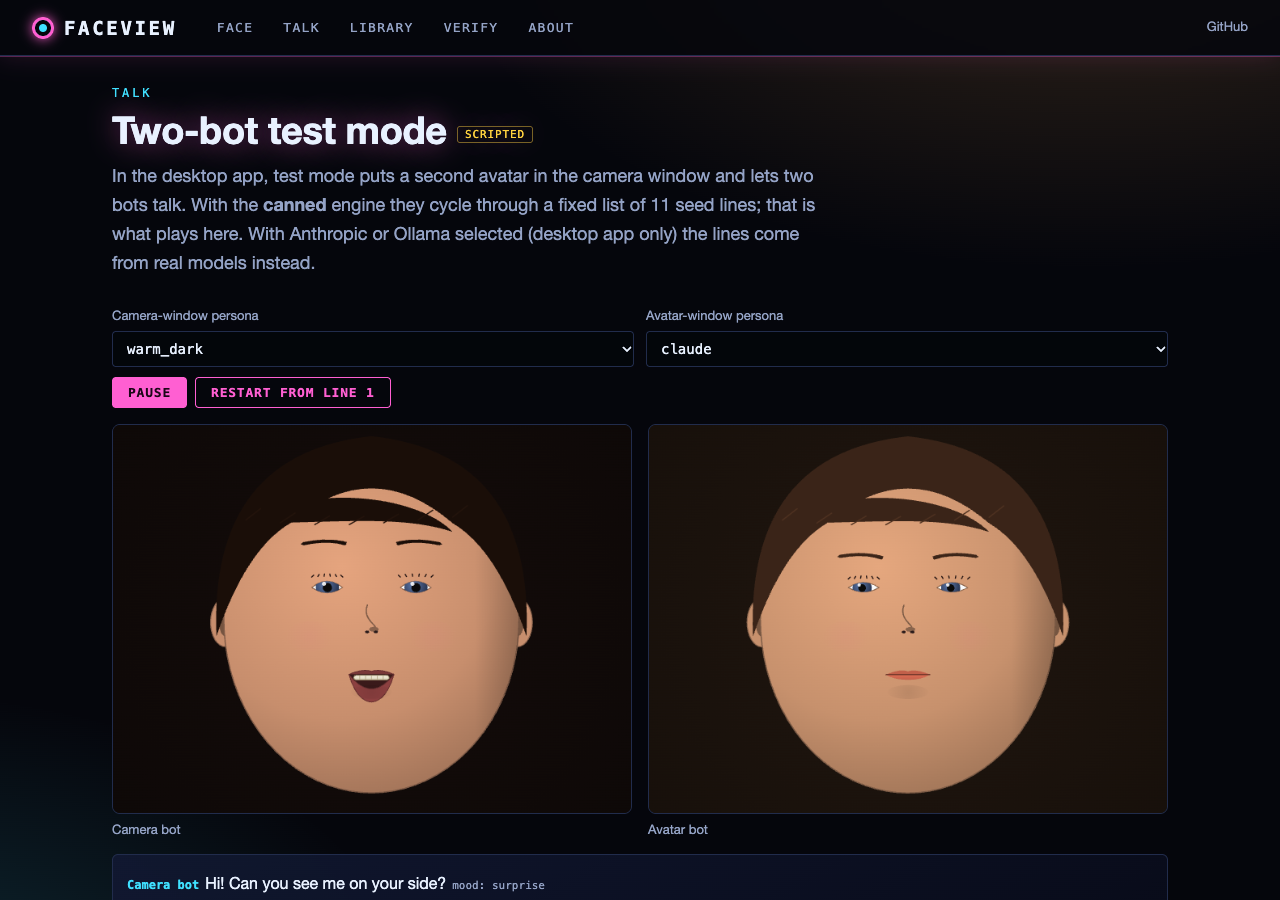 FACEVIEW FACE TALK LIBRARY VERIFY ABOUT GitHub
TALK
Two-bot test mode SCRIPTED
In the desktop app, test mode puts a second avatar in the camera window and lets two
bots talk. With the canned engine they cycle through a fixed list of 11 seed lines; that is
what plays here. With Anthropic or Ollama selected (desktop app only) the lines come
from real models instead.
Camera-window persona Avatar-window persona
warm_dark claude
PAUSE RESTART FROM LINE 1
Camera bot Avatar bot
Camera bot Hi! Can you see me on your side? mood: surprise